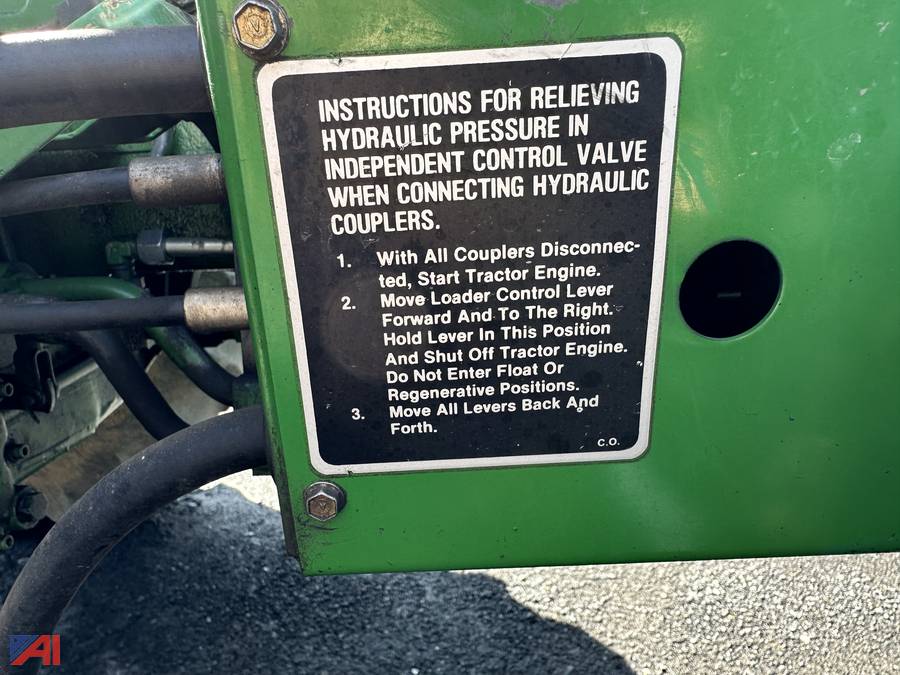 INSTRUCTIONS FOR RELIEVING
HYDRAULIC PRESSURE IN
INDEPENDENT CONTROL VALVE
WHEN CONNECTING HYDRAULIC
COUPLERS.
1. With All Couplers Disconnec-
ted, Start Tractor Engine.
2. Move Loader Control Lever
Forward And To The Right.
Hold Lever In This Position
And Shut Off Tractor Engine.
Do Not Enter Float Or
Regenerative Positions.
3. Move All Levers Back And
Forth.
C.O.
AI